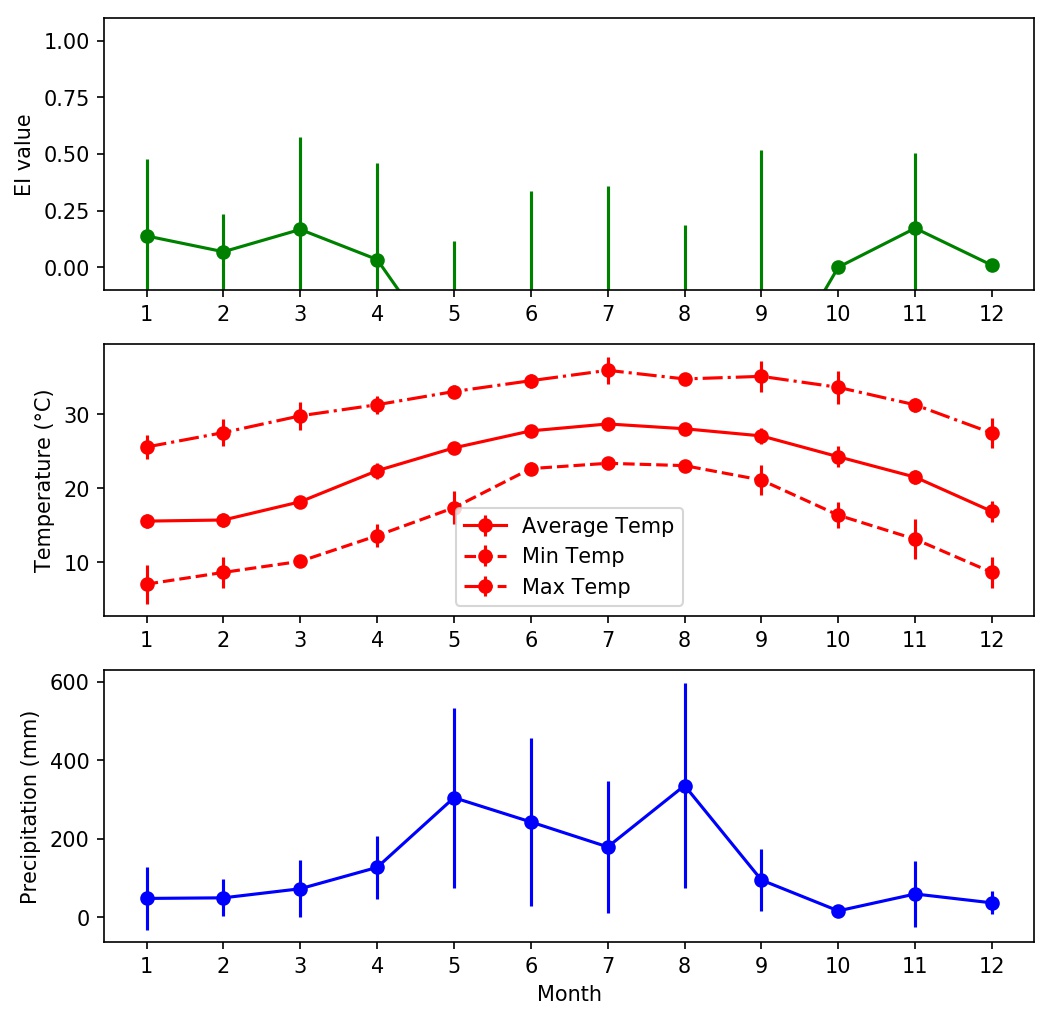 1.00
0.75
0.50
0.25
0.00
EI value
1 2 3 4 5 6 7 8 9 10 11 12
30
20
10
Temperature (°C)
Average Temp
Min Temp
Max Temp
1 2 3 4 5 6 7 8 9 10 11 12
600
400
200
0
Precipitation (mm)
1 2 3 4 5 6 7 8 9 10 11 12
Month